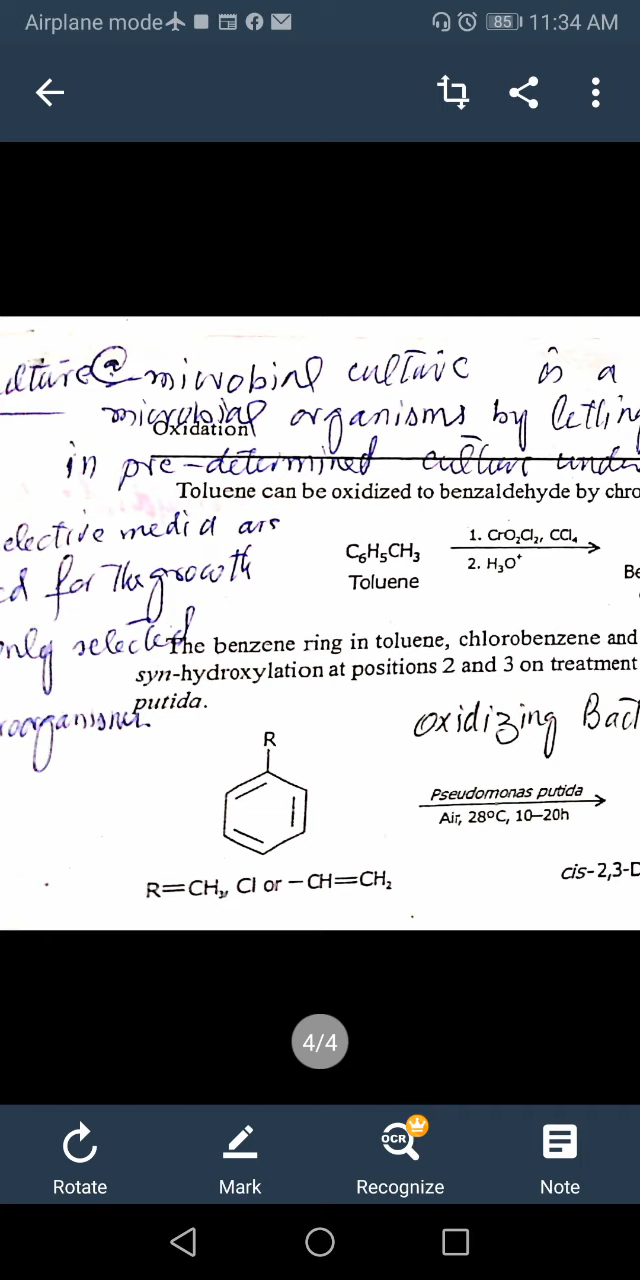 Airplane mode 85 11:34 AM
culture microbial culture is a
microbial organisms by letting
Oxidation
in pre-determined culture under
Toluene can be oxidized to benzaldehyde by chro
elective media are
C₆H₅CH₃ 1. CrO₂Cl₂, CCl₄
ed for the growth 2. H₃O⁺
Toluene Be
only selected
The benzene ring in toluene, chlorobenzene and
syn-hydroxylation at positions 2 and 3 on treatment
putida.
oxidizing Bact
R
Pseudomonas putida
Air, 28ºC, 10–20h
cis-2,3-D
R=CH₃, Cl or –CH=CH₂
4/4
OCR
Rotate Mark Recognize Note